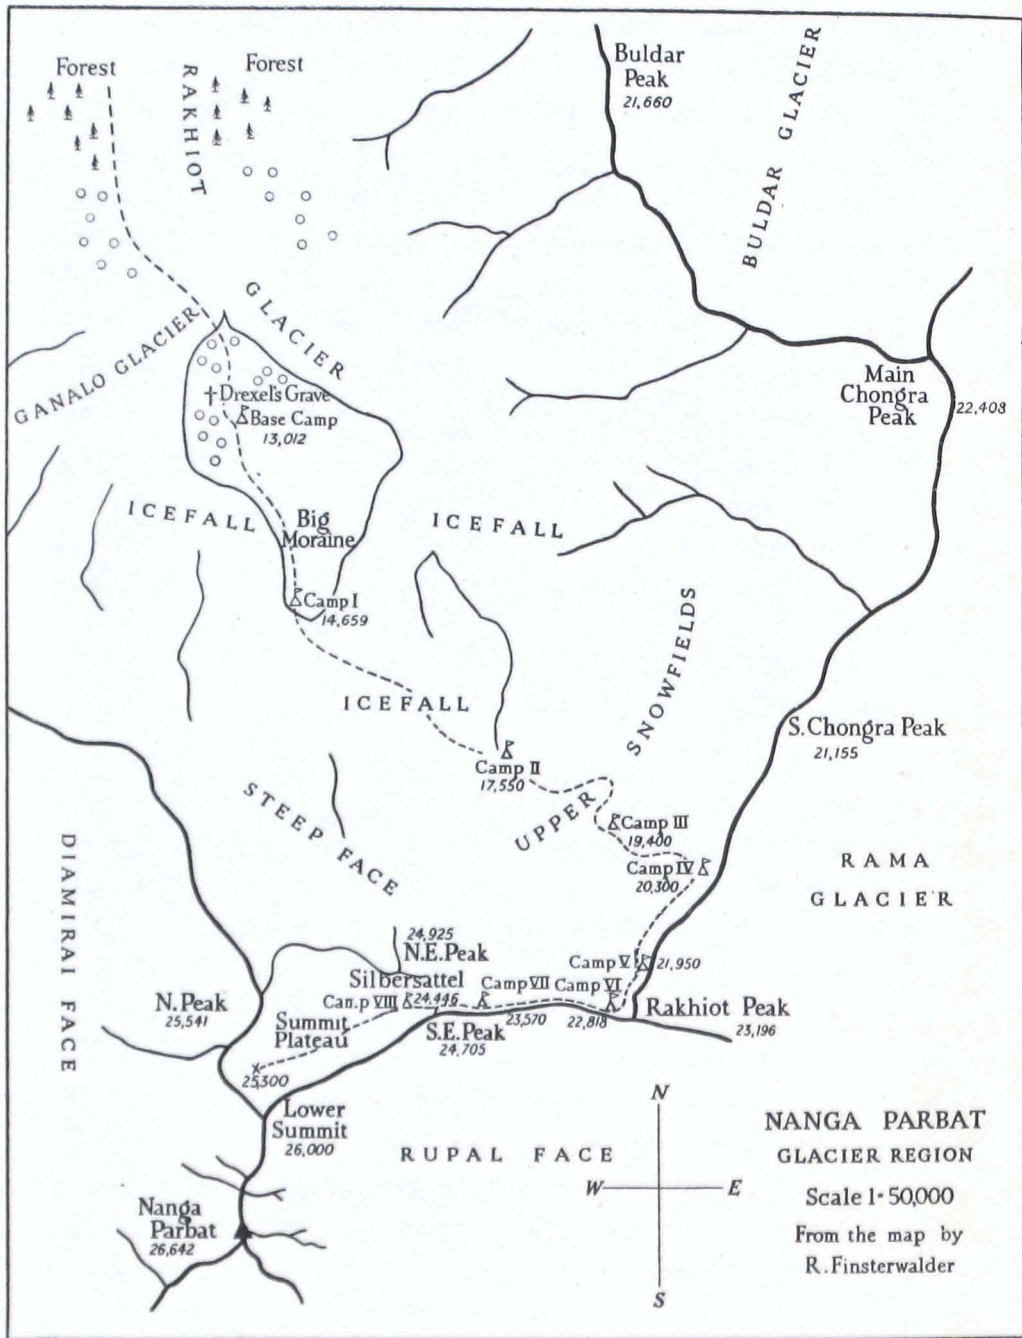 Forest
RAKHIOT
Forest
Buldar
Peak
21,660
BULDAR GLACIER
GLACIER
GANALO GLACIER
Main
Chongra
Peak
22,408
† Drexel's Grave
Base Camp
13,012
ICEFALL
Big
Moraine
ICEFALL
Camp I
14,659
SNOWFIELDS
ICEFALL
S. Chongra Peak
21,155
Camp II
17,550
UPPER
STEEP FACE
Camp III
19,400
Camp IV
20,300
RAMA
GLACIER
DIAMIRAI FACE
24,925
N.E. Peak
Silbersattel
Camp VIII 24,446
Camp VII
23,570
Camp VI
22,818
Camp V
21,950
N. Peak
25,541
Summit
Plateau
S.E. Peak
24,705
Rakhiot Peak
23,196
x
25,300
Lower
Summit
26,000
RUPAL FACE
N
W E
S
NANGA PARBAT
GLACIER REGION
Scale 1=50,000
From the map by
R. Finsterwalder
Nanga
Parbat
26,642